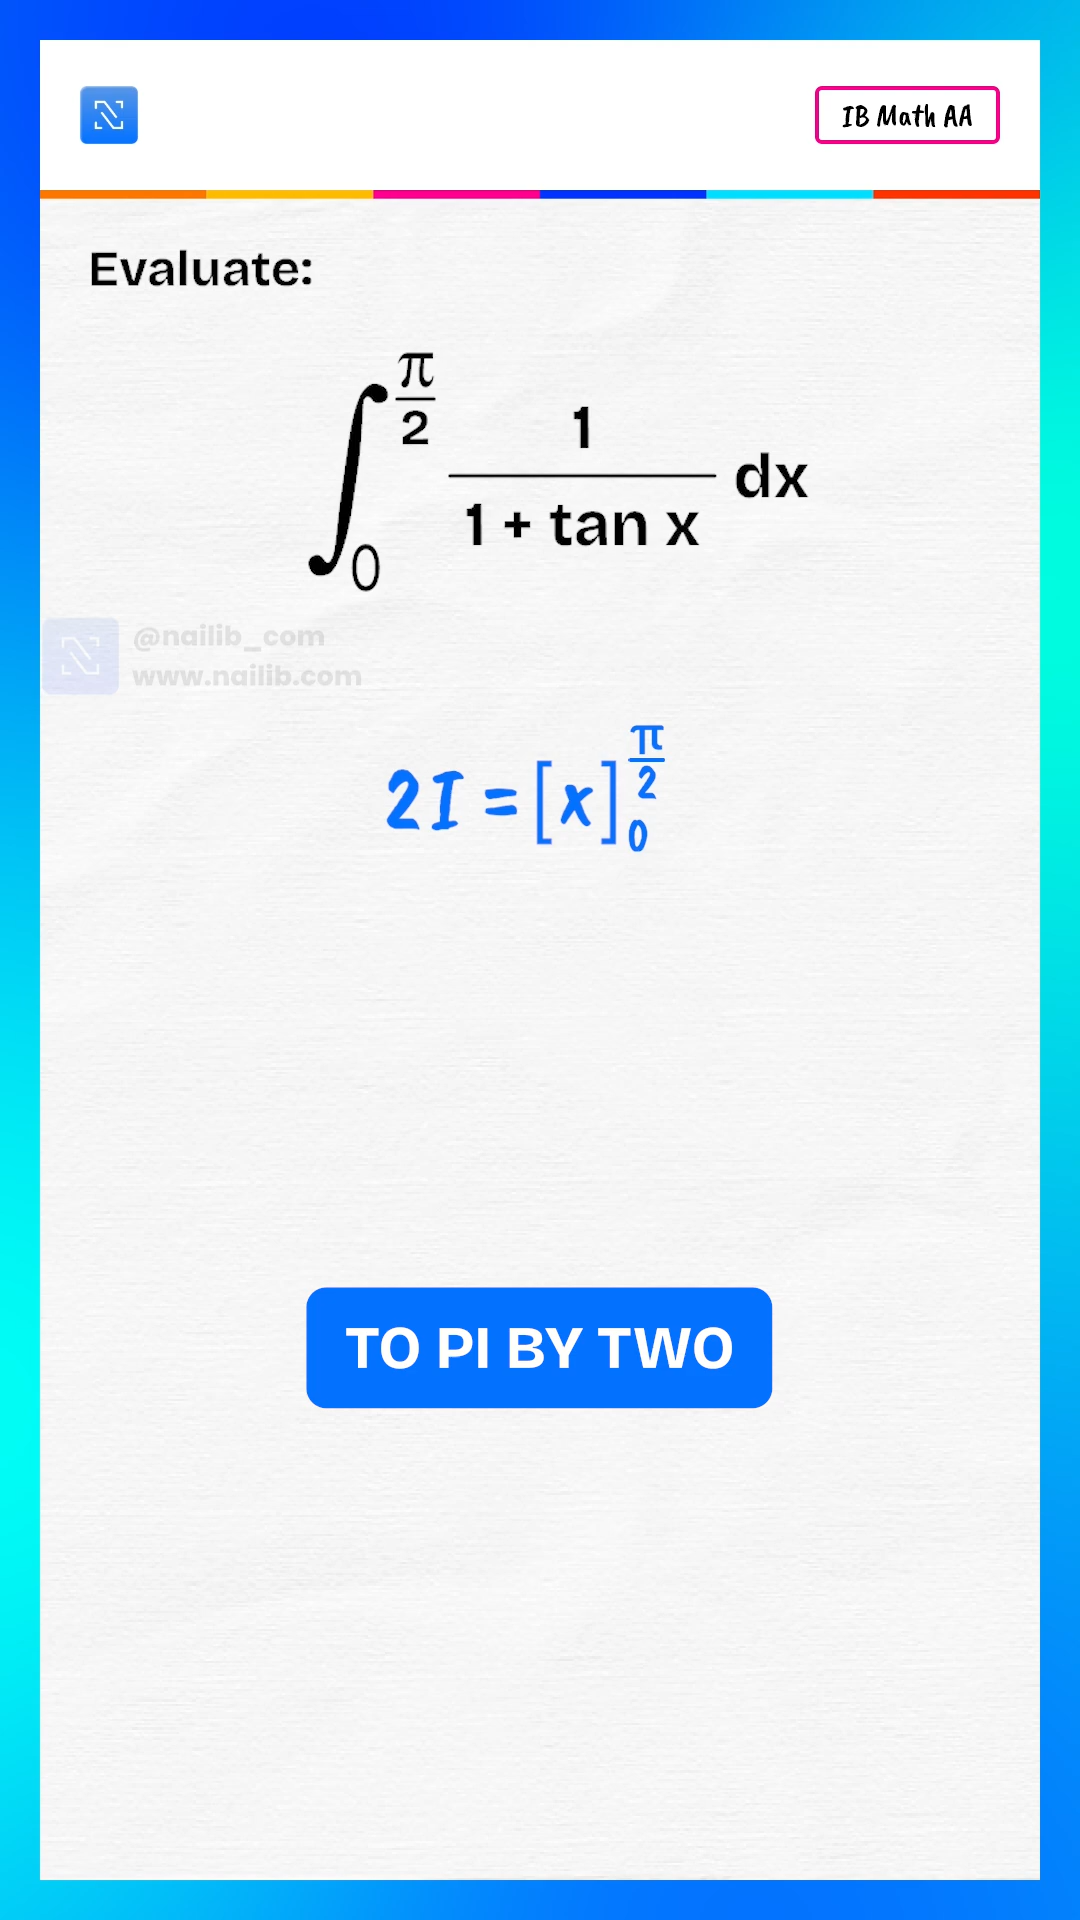 IB Math AA
Evaluate:
∫₀^(π/2) 1/(1 + tan x) dx
@nailib_com
www.nailib.com
2I = [x]₀^(π/2)
TO PI BY TWO